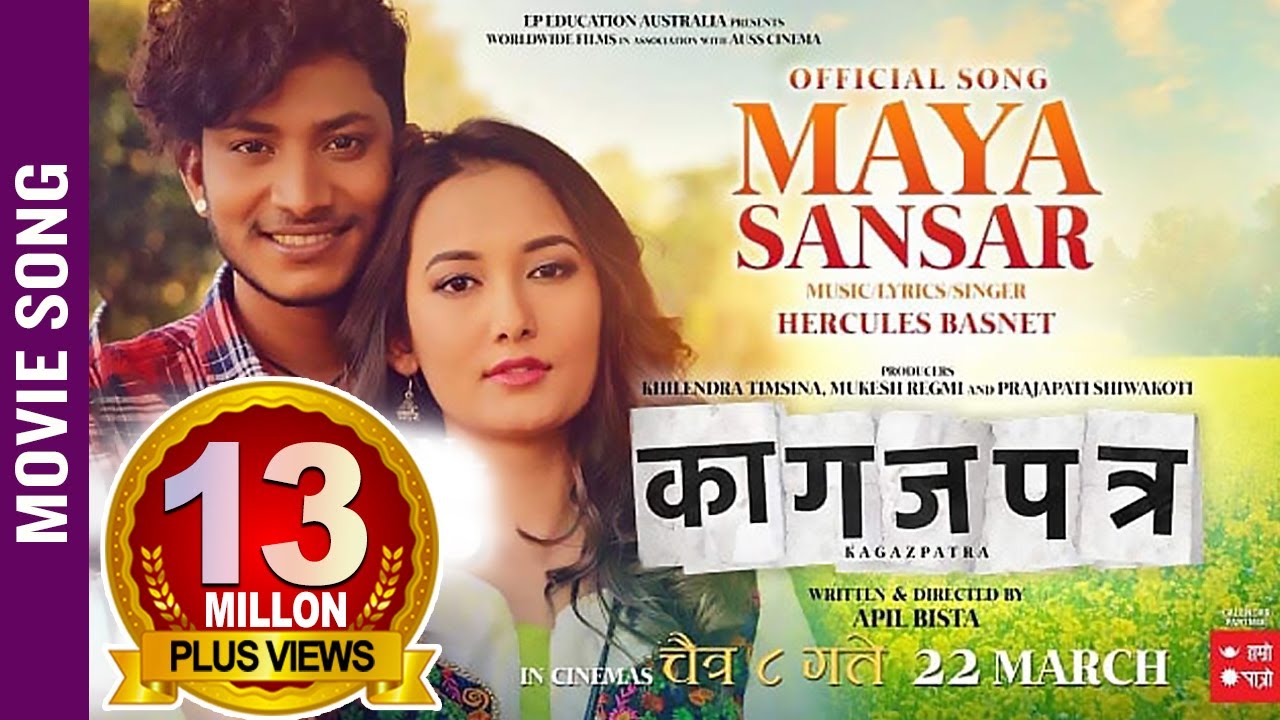 MOVIE SONG
EP EDUCATION AUSTRALIA PRESENTS
WORLDWIDE FILMS IN ASSOCIATION WITH AUSS CINEMA
OFFICIAL SONG
MAYA
SANSAR
MUSIC/LYRICS/SINGER
HERCULES BASNET
PRODUCERS
KHILENDRA TIMSINA, MUKESH REGMI AND PRAJAPATI SHIWAKOTI
कागजपत्र
KAGAZPATRA
WRITTEN & DIRECTED BY
APIL BISTA
IN CINEMAS चैत्र ८ गते 22 MARCH
13
MILLON
PLUS VIEWS
CALENDAR
PARTNER
हाम्रो
पात्रो